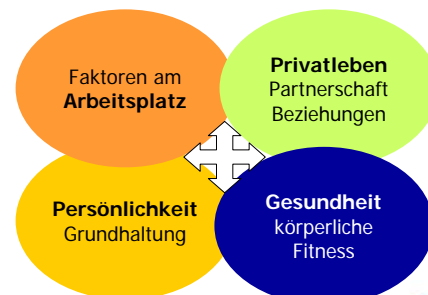 Faktoren am
Arbeitsplatz
Privatleben
Partnerschaft
Beziehungen
Persönlichkeit
Grundhaltung
Gesundheit
körperliche
Fitness